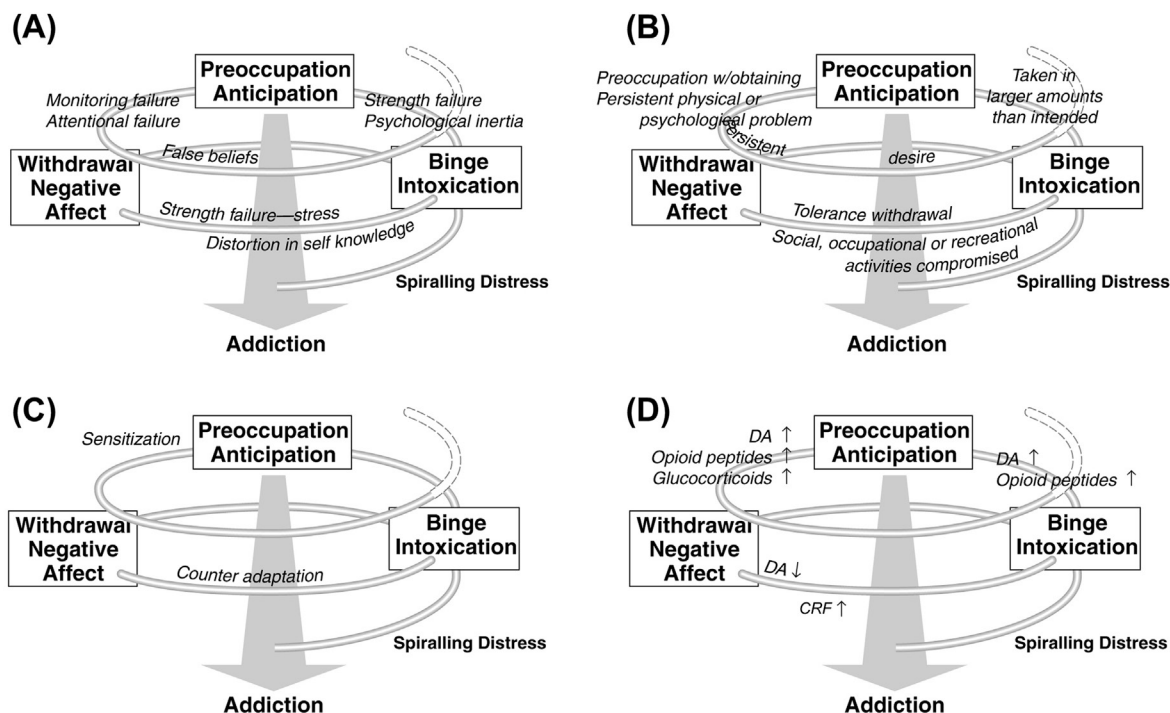 (A)
Preoccupation
Anticipation
Monitoring failure
Attentional failure
Strength failure
Psychological inertia
False beliefs
Withdrawal
Negative
Affect
Binge
Intoxication
Strength failure—stress
Distortion in self knowledge
Spiralling Distress
Addiction
(B)
Preoccupation
Anticipation
Preoccupation w/obtaining
Persistent physical or
psychological problem
Taken in
larger amounts
than intended
Persistent
desire
Withdrawal
Negative
Affect
Binge
Intoxication
Tolerance withdrawal
Social, occupational or recreational
activities compromised
Spiralling Distress
Addiction
(C)
Preoccupation
Anticipation
Sensitization
Withdrawal
Negative
Affect
Binge
Intoxication
Counter adaptation
Spiralling Distress
Addiction
(D)
Preoccupation
Anticipation
DA ↑
Opioid peptides ↑
Glucocorticoids ↑
DA ↑
Opioid peptides ↑
Withdrawal
Negative
Affect
Binge
Intoxication
DA ↓
CRF ↑
Spiralling Distress
Addiction